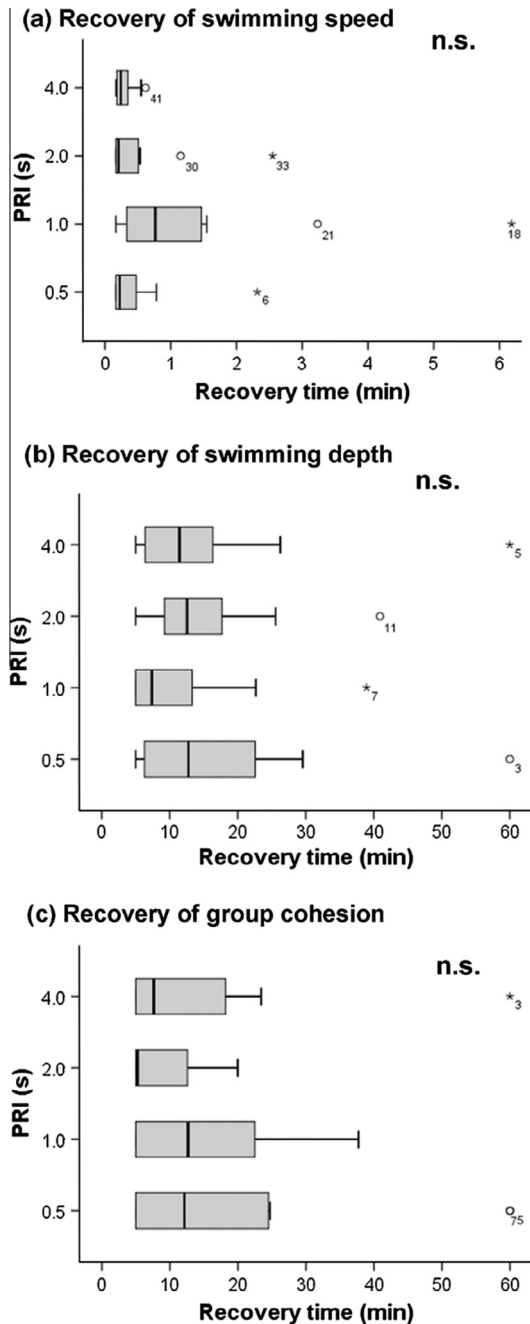 (a) Recovery of swimming speed
n.s.
PRI (s)
4.0
41
2.0
30
*33
1.0
21
*18
0.5
*6
0 1 2 3 4 5 6
Recovery time (min)
(b) Recovery of swimming depth
n.s.
PRI (s)
4.0
*5
2.0
11
1.0
*7
0.5
3
0 10 20 30 40 50 60
Recovery time (min)
(c) Recovery of group cohesion
n.s.
PRI (s)
4.0
*3
2.0
1.0
0.5
75
0 10 20 30 40 50 60
Recovery time (min)